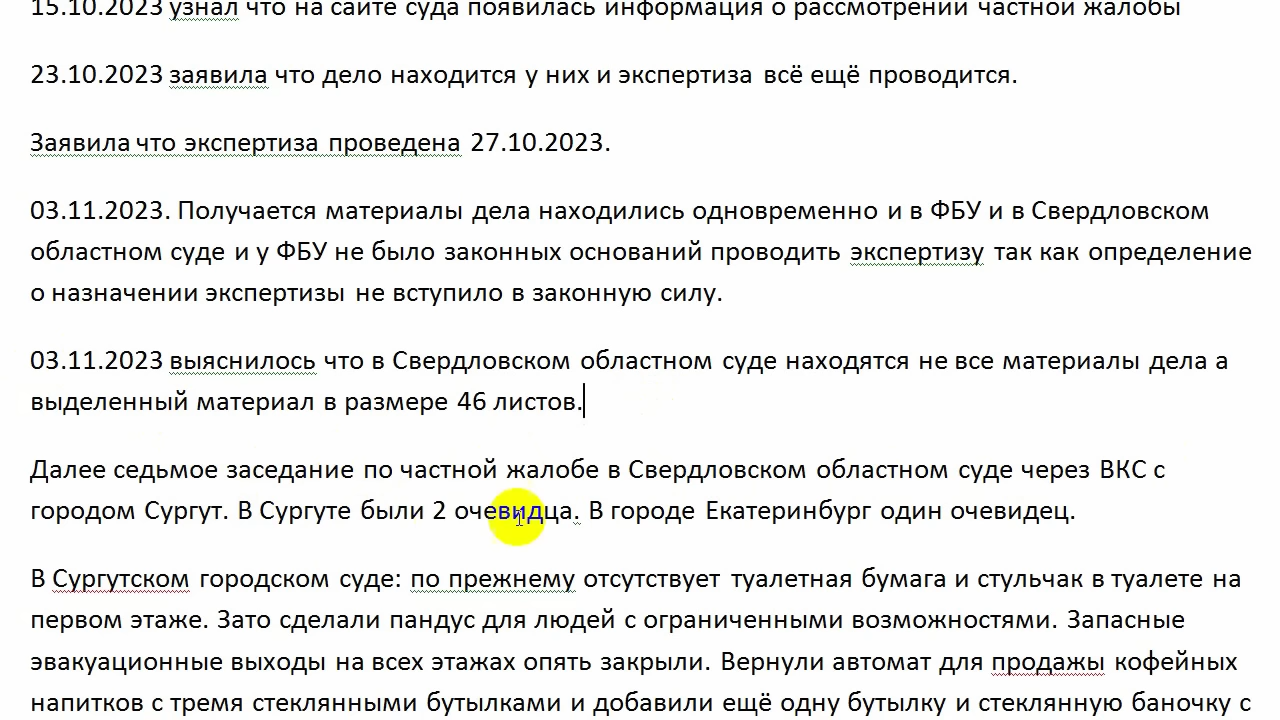 15.10.2023 узнал что на сайте суда появилась информация о рассмотрении частной жалобы
23.10.2023 заявила что дело находится у них и экспертиза всё ещё проводится.
Заявила что экспертиза проведена 27.10.2023.
03.11.2023. Получается материалы дела находились одновременно и в ФБУ и в Свердловском
областном суде и у ФБУ не было законных оснований проводить экспертизу так как определение
о назначении экспертизы не вступило в законную силу.
03.11.2023 выяснилось что в Свердловском областном суде находятся не все материалы дела а
выделенный материал в размере 46 листов.
Далее седьмое заседание по частной жалобе в Свердловском областном суде через ВКС с
городом Сургут. В Сургуте были 2 очевидца. В городе Екатеринбург один очевидец.
В Сургутском городском суде: по прежнему отсутствует туалетная бумага и стульчак в туалете на
первом этаже. Зато сделали пандус для людей с ограниченными возможностями. Запасные
эвакуационные выходы на всех этажах опять закрыли. Вернули автомат для продажы кофейных
напитков с тремя стеклянными бутылками и добавили ещё одну бутылку и стеклянную баночку с